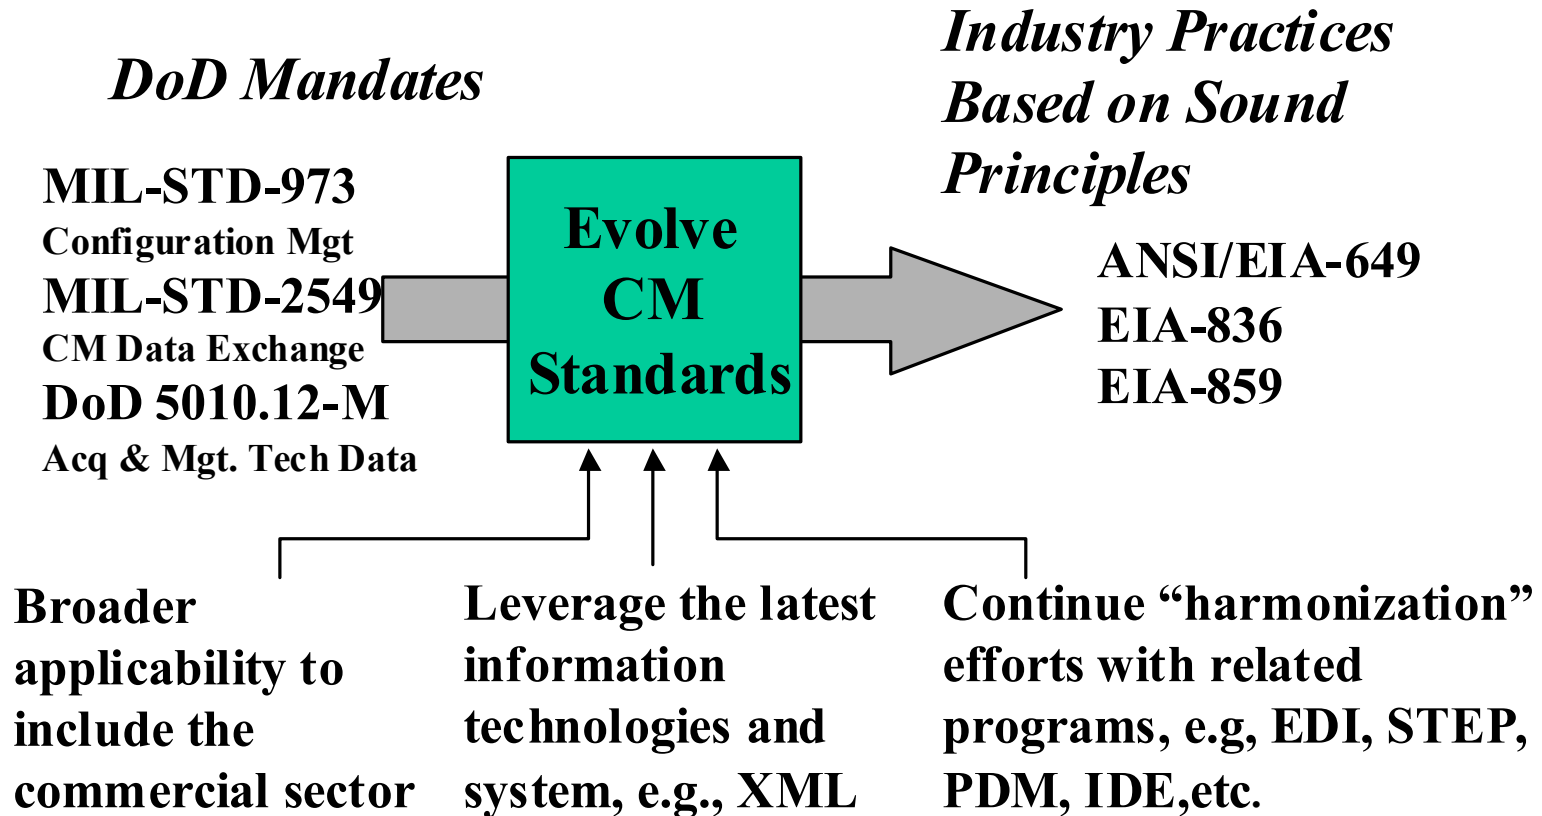 DoD Mandates
MIL-STD-973
Configuration Mgt
MIL-STD-2549
CM Data Exchange
DoD 5010.12-M
Acq & Mgt. Tech Data
Evolve
CM
Standards
Industry Practices
Based on Sound
Principles
ANSI/EIA-649
EIA-836
EIA-859
Broader
applicability to
include the
commercial sector
Leverage the latest
information
technologies and
system, e.g., XML
Continue “harmonization”
efforts with related
programs, e.g, EDI, STEP,
PDM, IDE,etc.